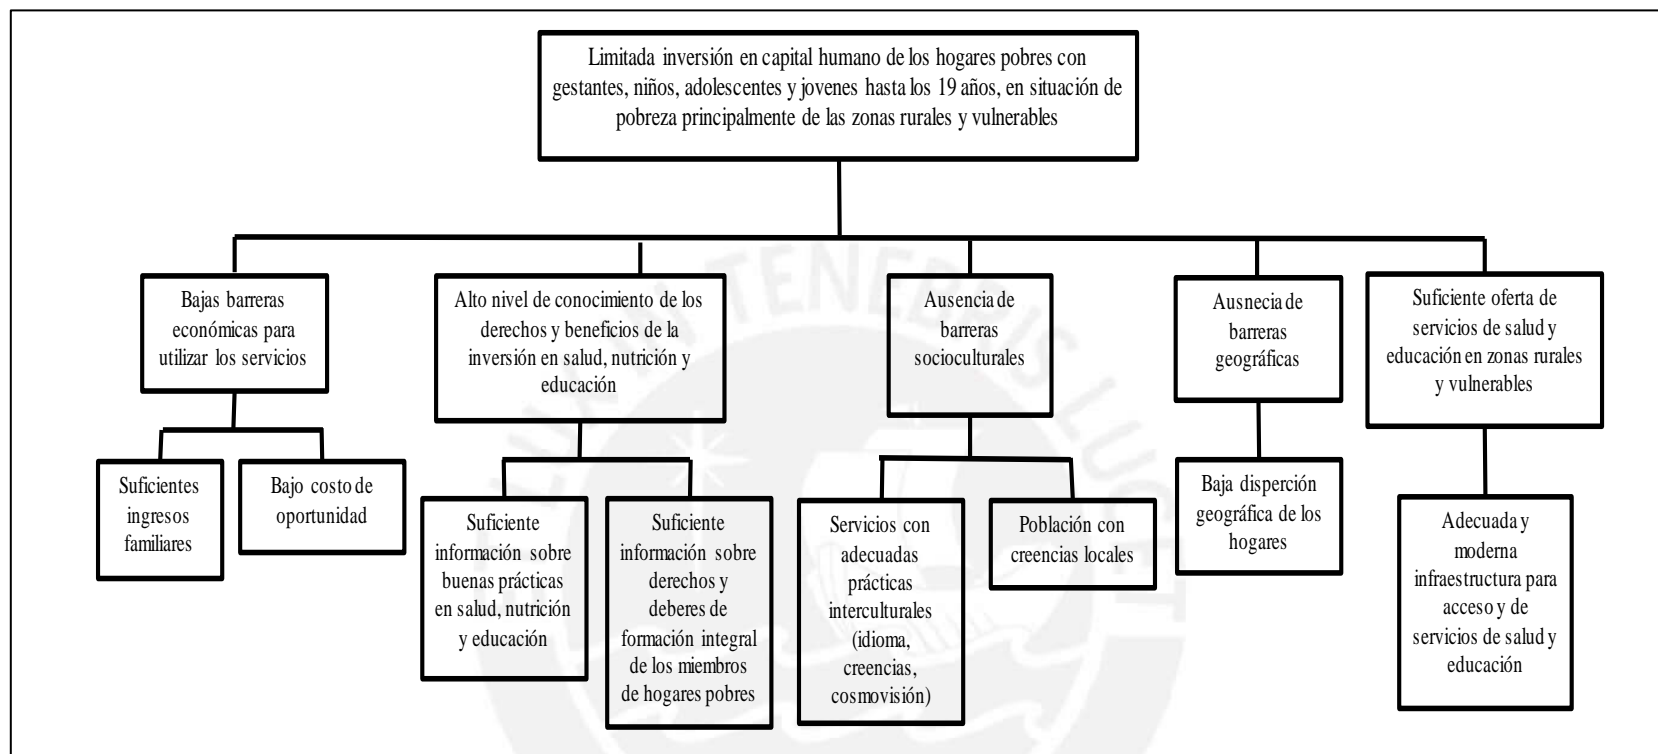 Limitada inversión en capital humano de los hogares pobres con
gestantes, niños, adolescentes y jovenes hasta los 19 años, en situación de
pobreza principalmente de las zonas rurales y vulnerables
Bajas barreras
económicas para
utilizar los servicios
Alto nivel de conocimiento de los
derechos y beneficios de la
inversión en salud, nutrición y
educación
Ausencia de
barreras
socioculturales
Ausnecia de
barreras
geográficas
Suficiente oferta de
servicios de salud y
educación en zonas rurales
y vulnerables
Suficientes
ingresos
familiares
Bajo costo de
oportunidad
Suficiente
información sobre
buenas prácticas
en salud, nutrición
y educación
Suficiente
información sobre
derechos y
deberes de
formación integral
de los miembros
de hogares pobres
Servicios con
adecuadas
prácticas
interculturales
(idioma,
creencias,
cosmovisión)
Población con
creencias locales
Baja disperción
geográfica de los
hogares
Adecuada y
moderna
infraestructura para
acceso y de
servicios de salud y
educación
ET LUX IN TENEBRIS LUCET